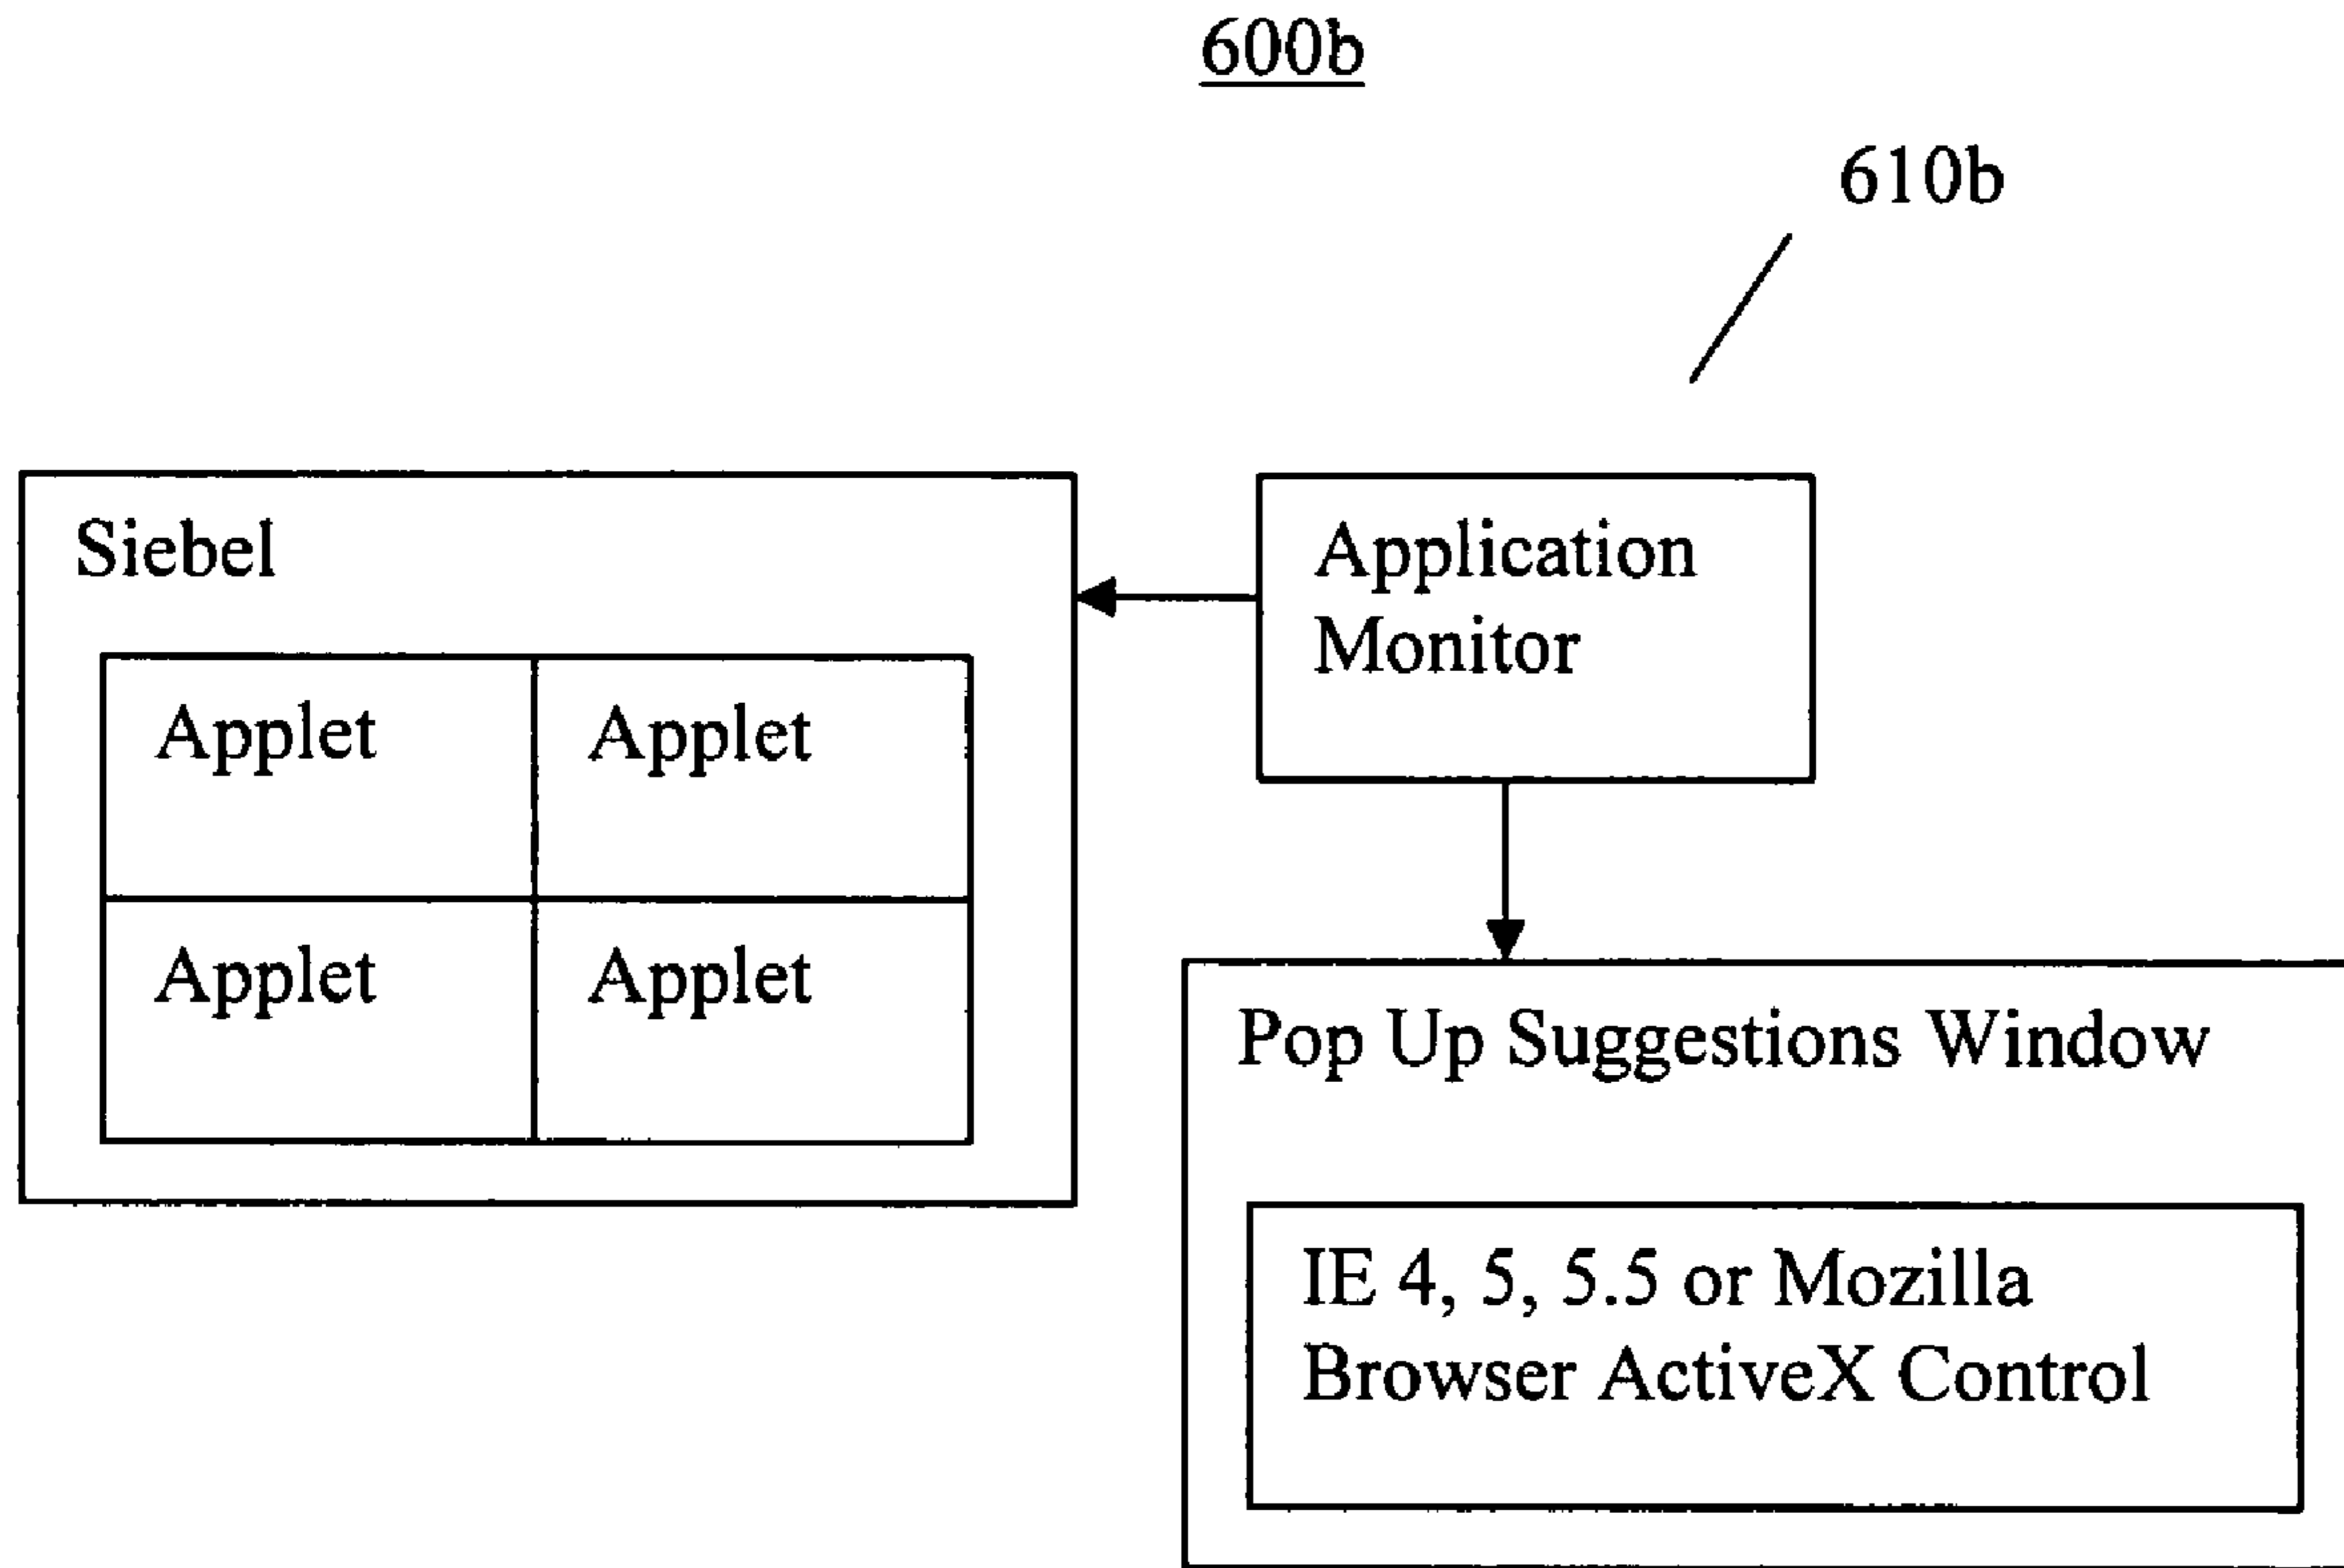 600b
610b
Siebel
Applet
Applet
Applet
Applet
Application
Monitor
Pop Up Suggestions Window
IE 4, 5, 5.5 or Mozilla
Browser ActiveX Control